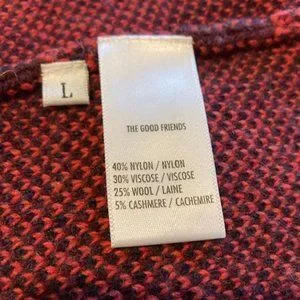 L
THE GOOD FRIENDS
40% NYLON / NYLON
30% VISCOSE / VISCOSE
25% WOOL / LAINE
5% CASHMERE / CACHEMIRE